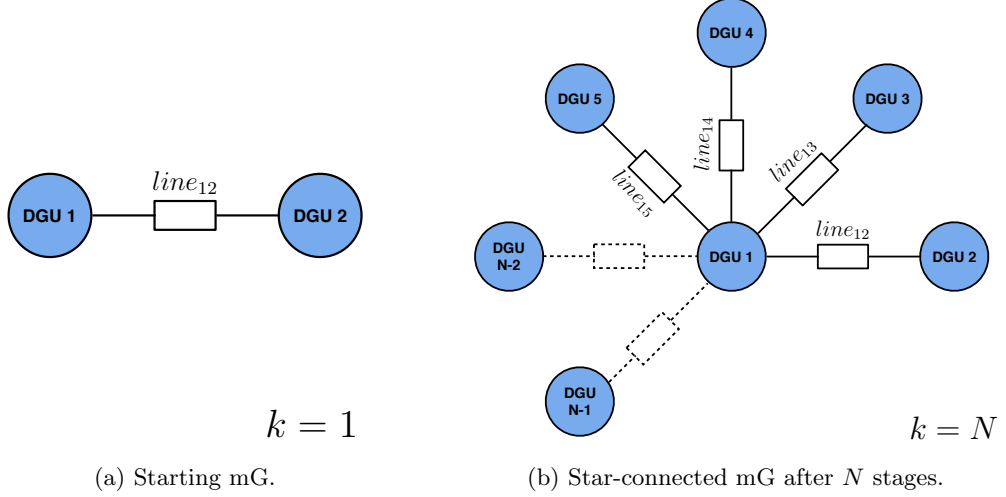 DGU 1
line₁₂
DGU 2
k = 1
(a) Starting mG.
DGU 4
DGU 5
DGU 3
line₁₄
line₁₃
line₁₅
DGU
N-2
DGU 1
line₁₂
DGU 2
DGU
N-1
k = N
(b) Star-connected mG after N stages.